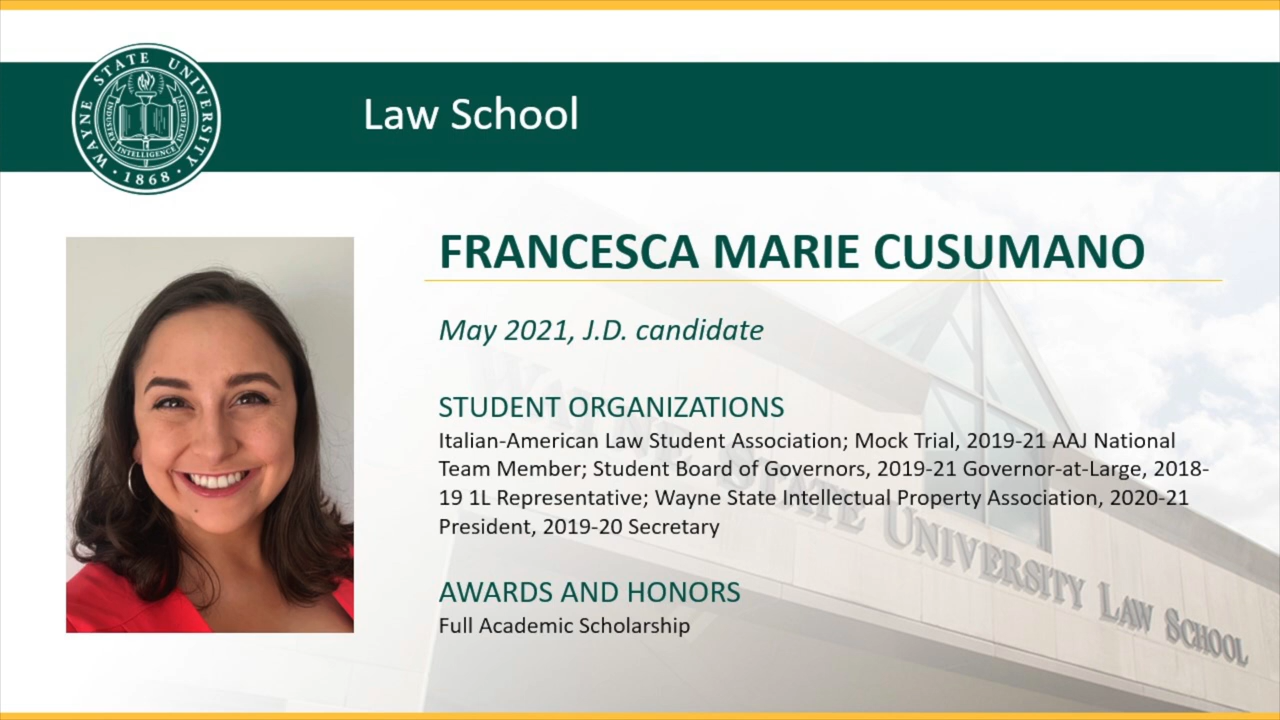 WAYNE STATE UNIVERSITY
INDUSTRY
INTELLIGENCE
INTEGRITY
· 1868 ·
Law School
FRANCESCA MARIE CUSUMANO
May 2021, J.D. candidate
STUDENT ORGANIZATIONS
Italian-American Law Student Association; Mock Trial, 2019-21 AAJ National
Team Member; Student Board of Governors, 2019-21 Governor-at-Large, 2018-
19 1L Representative; Wayne State Intellectual Property Association, 2020-21
President, 2019-20 Secretary
AWARDS AND HONORS
Full Academic Scholarship
WAYNE STATE UNIVERSITY LAW SCHOOL